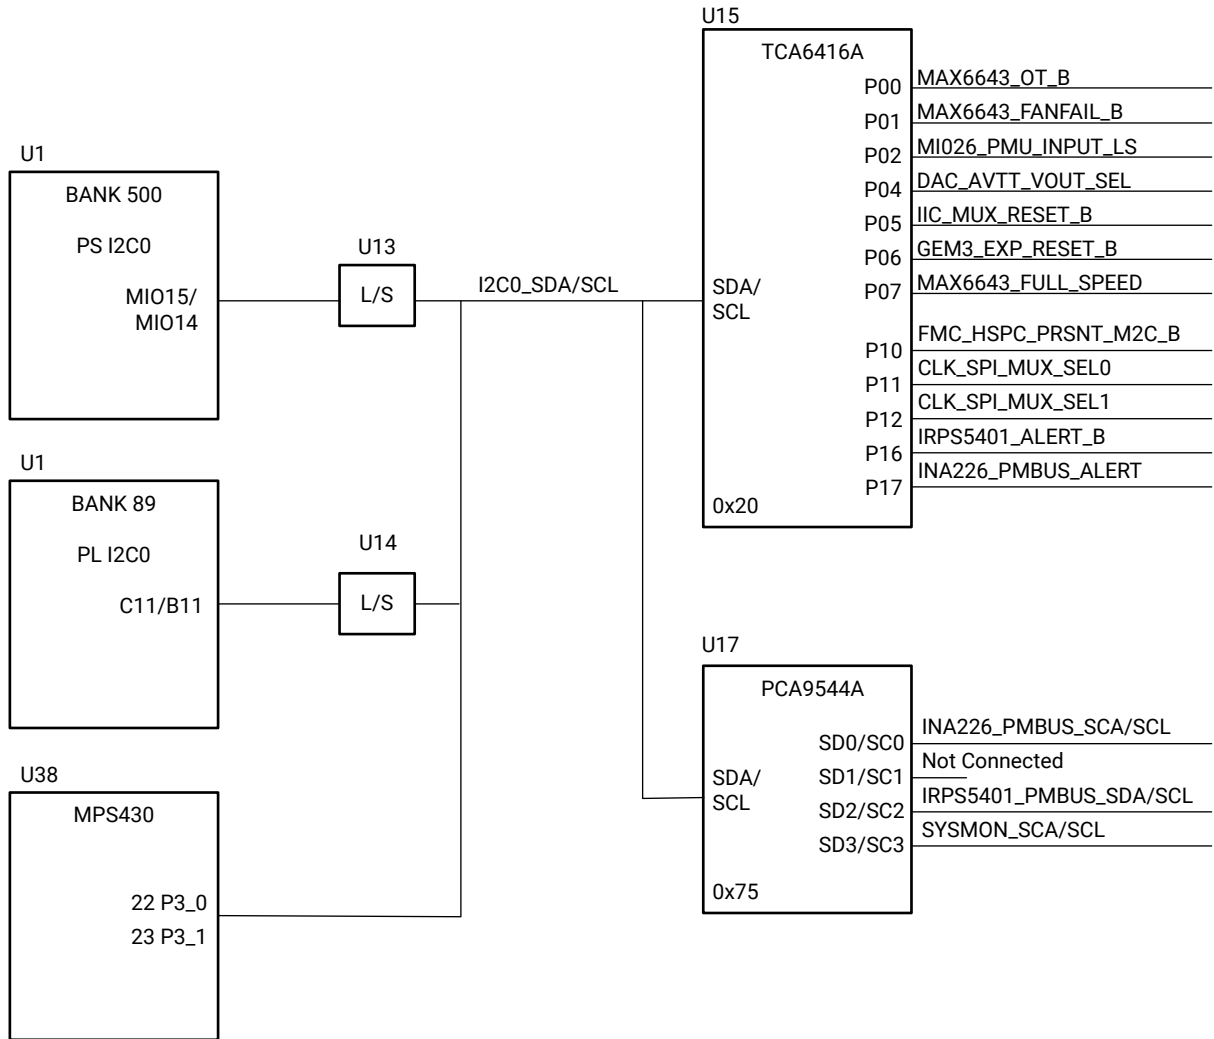 U1
BANK 500
PS I2C0
MIO15/
MIO14
U13
L/S
I2C0_SDA/SCL
U1
BANK 89
PL I2C0
C11/B11
U14
L/S
U38
MPS430
22 P3_0
23 P3_1
U15
TCA6416A
SDA/
SCL
P00 MAX6643_OT_B
P01 MAX6643_FANFAIL_B
P02 MI026_PMU_INPUT_LS
P04 DAC_AVTT_VOUT_SEL
P05 IIC_MUX_RESET_B
P06 GEM3_EXP_RESET_B
P07 MAX6643_FULL_SPEED
P10 FMC_HSPC_PRSNT_M2C_B
P11 CLK_SPI_MUX_SEL0
P12 CLK_SPI_MUX_SEL1
P16 IRPS5401_ALERT_B
P17 INA226_PMBUS_ALERT
0x20
U17
PCA9544A
SDA/
SCL
SD0/SC0 INA226_PMBUS_SCA/SCL
SD1/SC1 Not Connected
SD2/SC2 IRPS5401_PMBUS_SDA/SCL
SD3/SC3 SYSMON_SCA/SCL
0x75